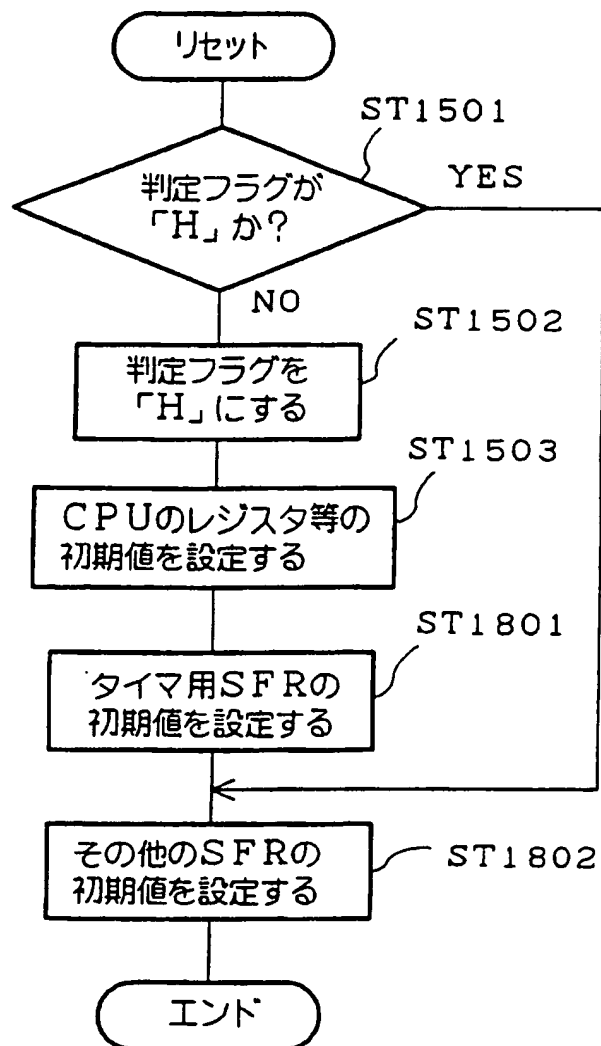 リセット
ST1501
判定フラグが
「H」か?
YES
NO
ST1502
判定フラグを
「H」にする
ST1503
CPUのレジスタ等の
初期値を設定する
ST1801
タイマ用SFRの
初期値を設定する
その他のSFRの
初期値を設定する
ST1802
エンド